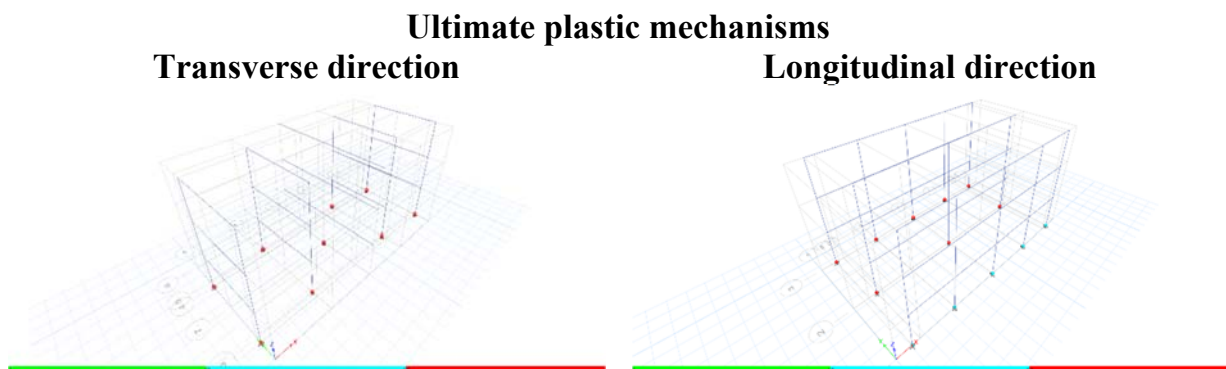 Ultimate plastic mechanisms
Transverse direction
Longitudinal direction